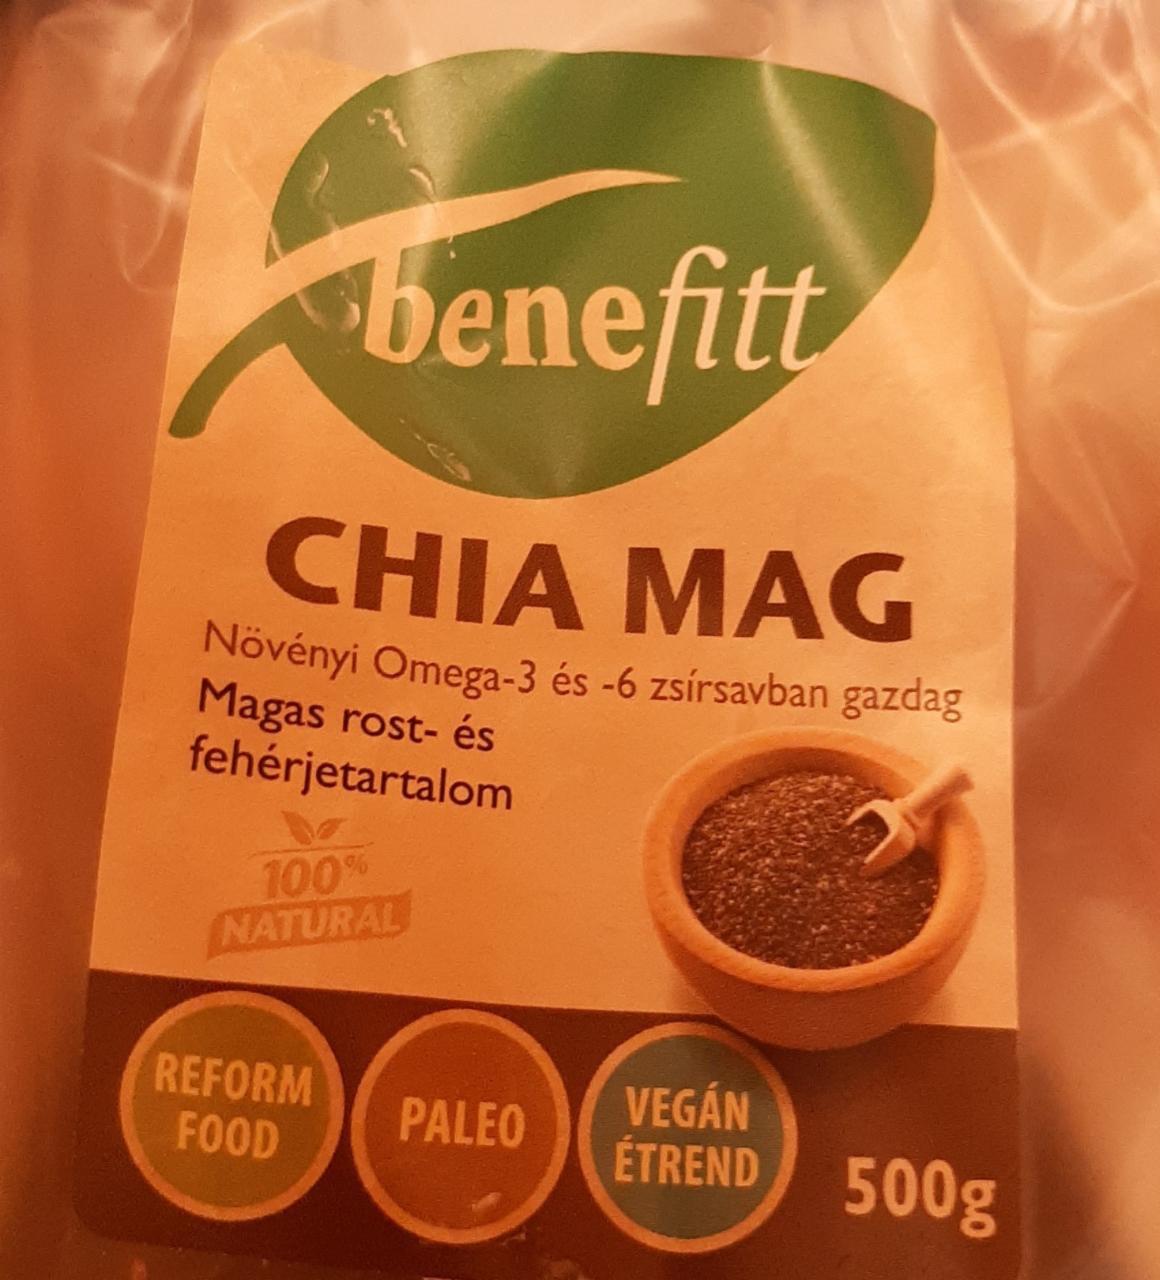 benefitt
CHIA MAG
Növényi Omega-3 és -6 zsírsavban gazdag
Magas rost- és
fehérjetartalom
100%
NATURAL
REFORM
FOOD
PALEO
VEGÁN
ÉTREND
500g